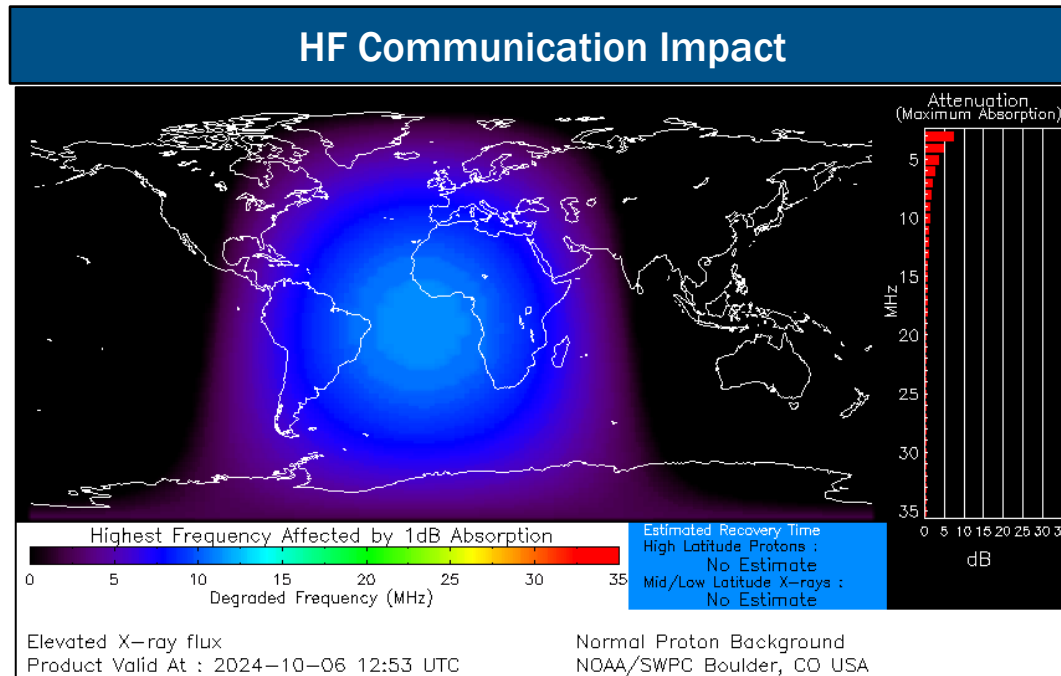 HF Communication Impact
Attenuation
(Maximum Absorption)
5
10
15
20
25
30
35
MHz
0 5 10 15 20 25 30 3
dB
Highest Frequency Affected by 1dB Absorption
0 5 10 15 20 25 30 35
Degraded Frequency (MHz)
Estimated Recovery Time
High Latitude Protons :
No Estimate
Mid/Low Latitude X-rays :
No Estimate
Elevated X-ray flux
Product Valid At : 2024-10-06 12:53 UTC
Normal Proton Background
NOAA/SWPC Boulder, CO USA